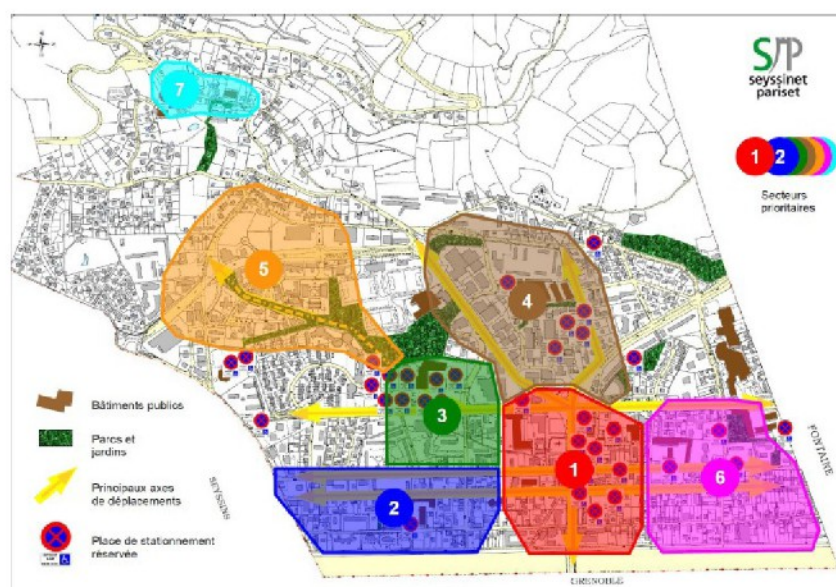 SIP
seyssinet
pariset
1 2
Secteurs
prioritaires
7
5
4
3
1
6
2
Bâtiments publics
Parcs et
jardins
Principaux axes
de déplacements
Place de stationnement
réservée
SEYSSINS
FONTAINE
GRENOBLE